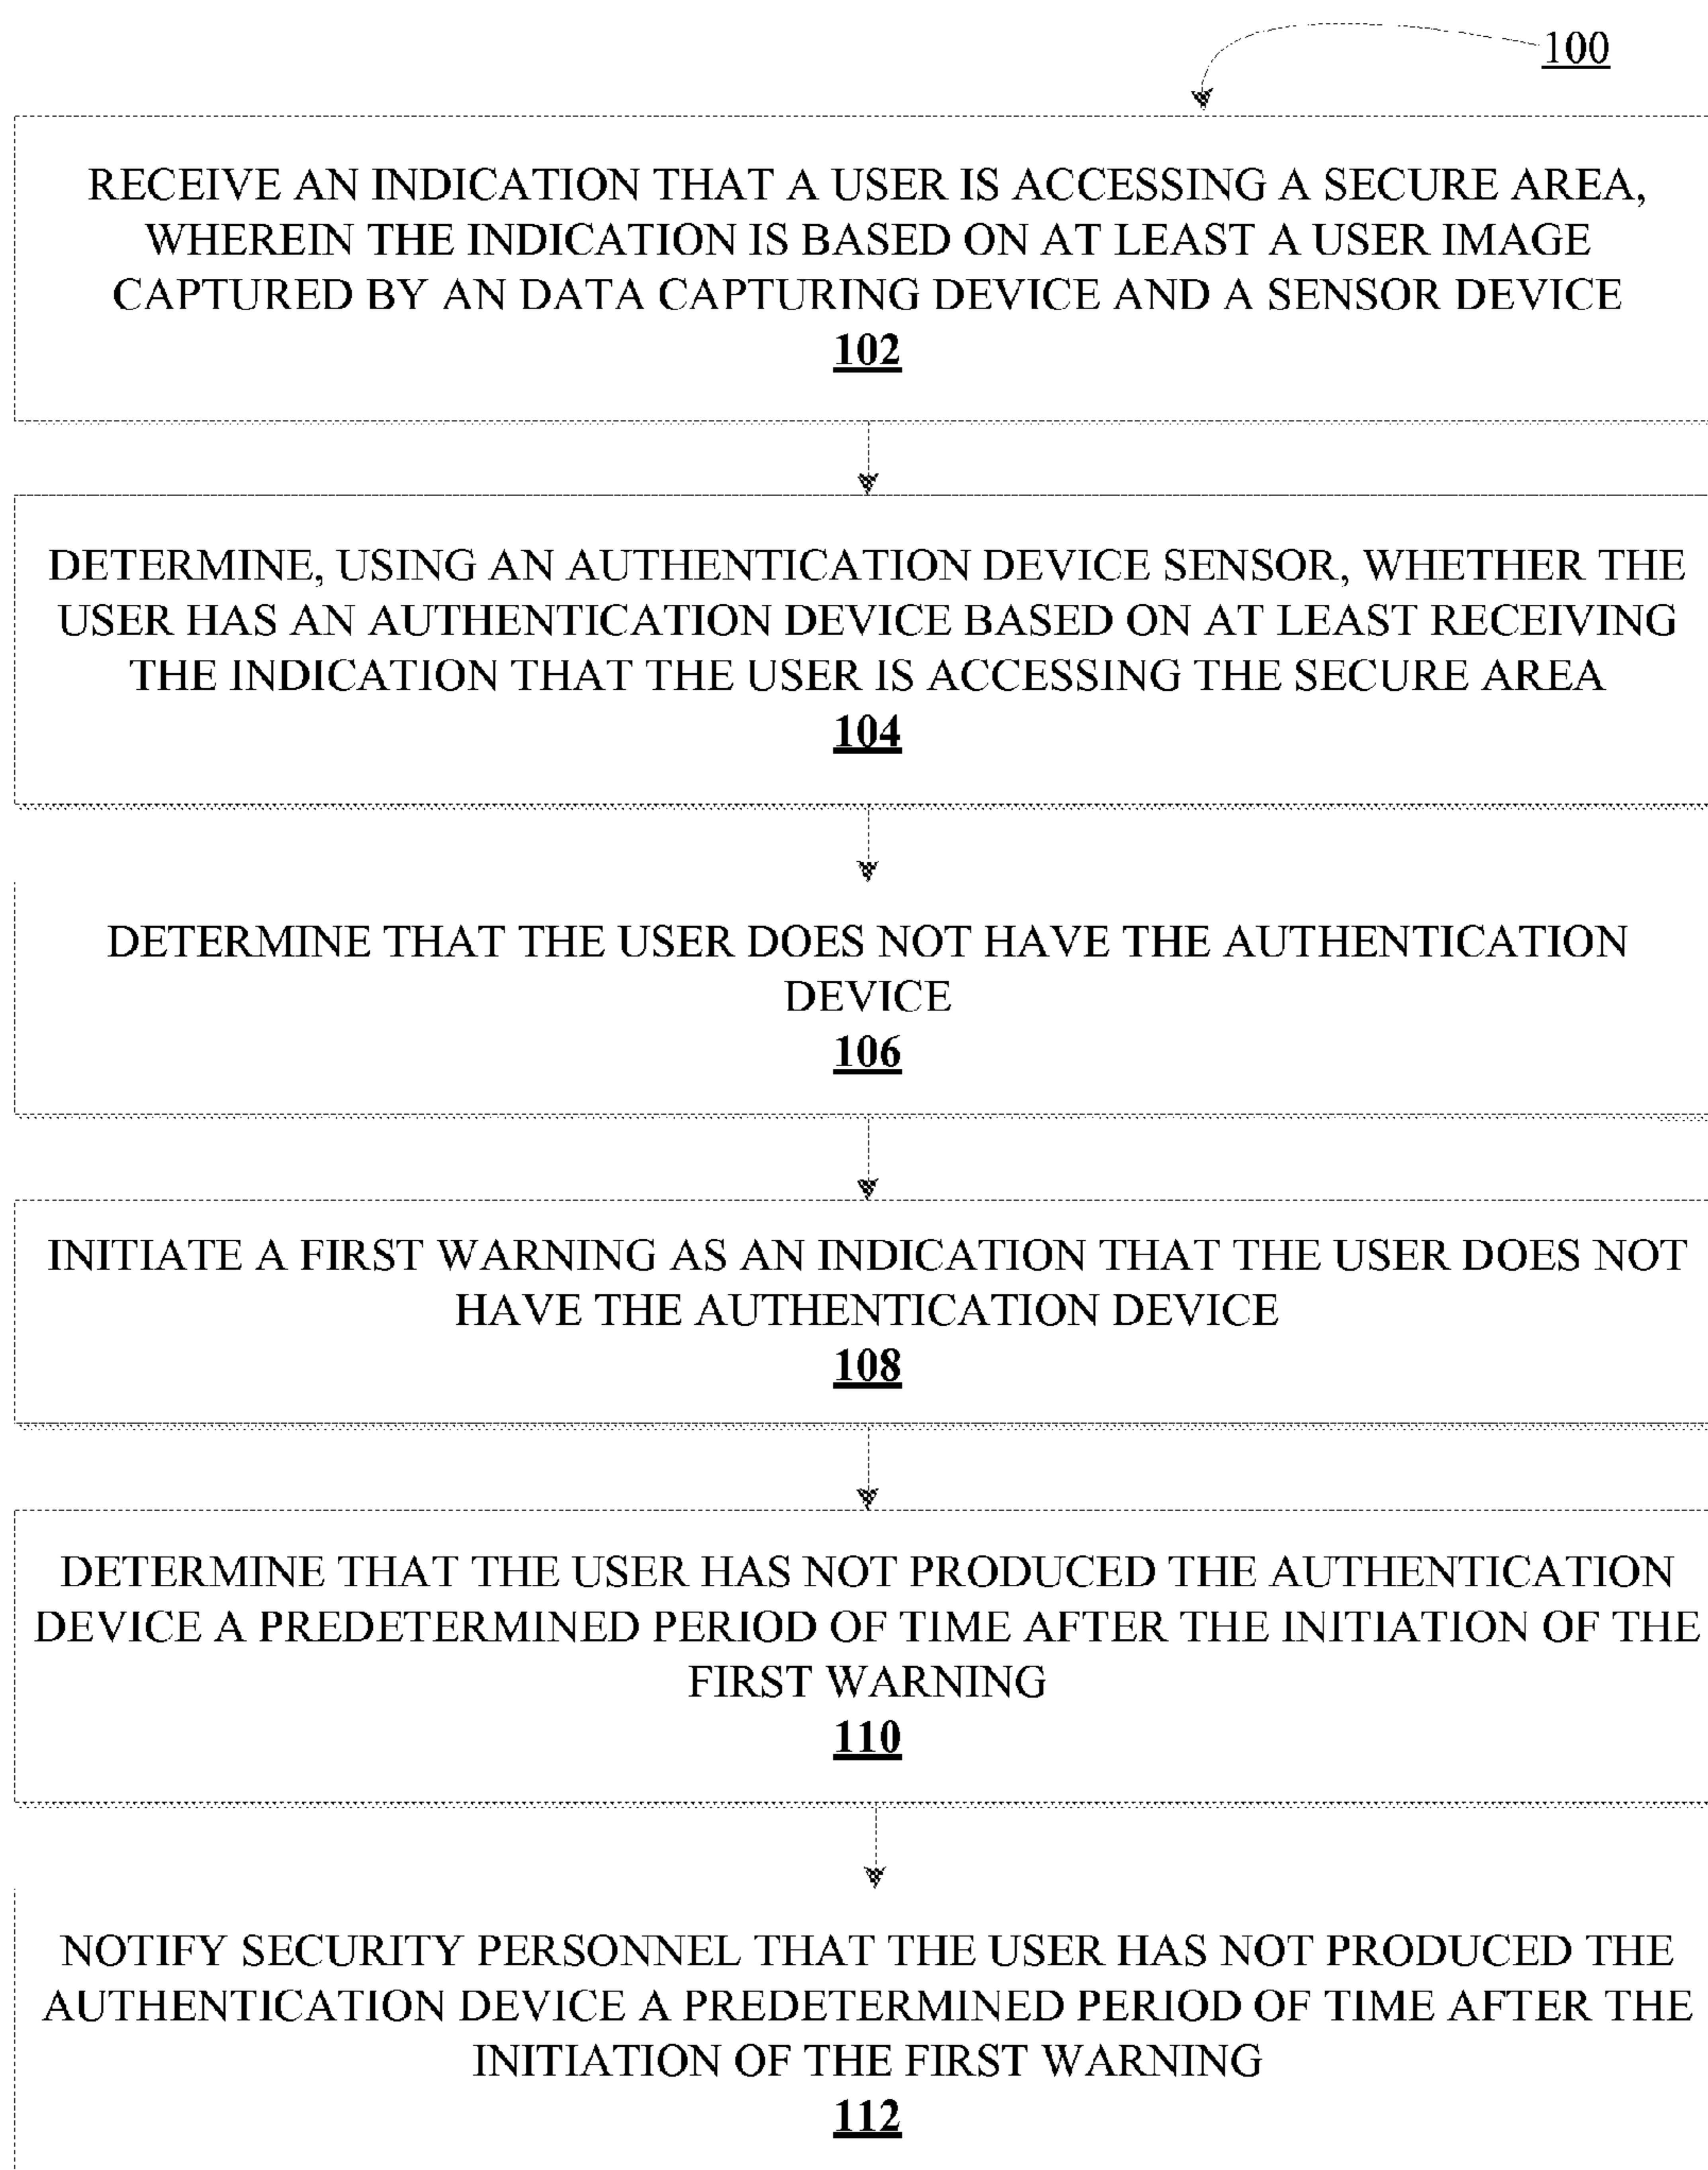 100
RECEIVE AN INDICATION THAT A USER IS ACCESSING A SECURE AREA,
WHEREIN THE INDICATION IS BASED ON AT LEAST A USER IMAGE
CAPTURED BY AN DATA CAPTURING DEVICE AND A SENSOR DEVICE
102
DETERMINE, USING AN AUTHENTICATION DEVICE SENSOR, WHETHER THE
USER HAS AN AUTHENTICATION DEVICE BASED ON AT LEAST RECEIVING
THE INDICATION THAT THE USER IS ACCESSING THE SECURE AREA
104
DETERMINE THAT THE USER DOES NOT HAVE THE AUTHENTICATION
DEVICE
106
INITIATE A FIRST WARNING AS AN INDICATION THAT THE USER DOES NOT
HAVE THE AUTHENTICATION DEVICE
108
DETERMINE THAT THE USER HAS NOT PRODUCED THE AUTHENTICATION
DEVICE A PREDETERMINED PERIOD OF TIME AFTER THE INITIATION OF THE
FIRST WARNING
110
NOTIFY SECURITY PERSONNEL THAT THE USER HAS NOT PRODUCED THE
AUTHENTICATION DEVICE A PREDETERMINED PERIOD OF TIME AFTER THE
INITIATION OF THE FIRST WARNING
112